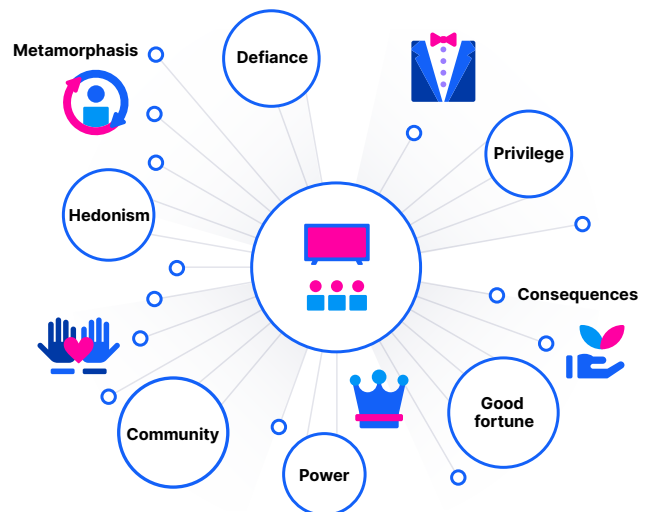 Metamorphasis
Defiance
Privilege
Hedonism
Consequences
Good
fortune
Community
Power